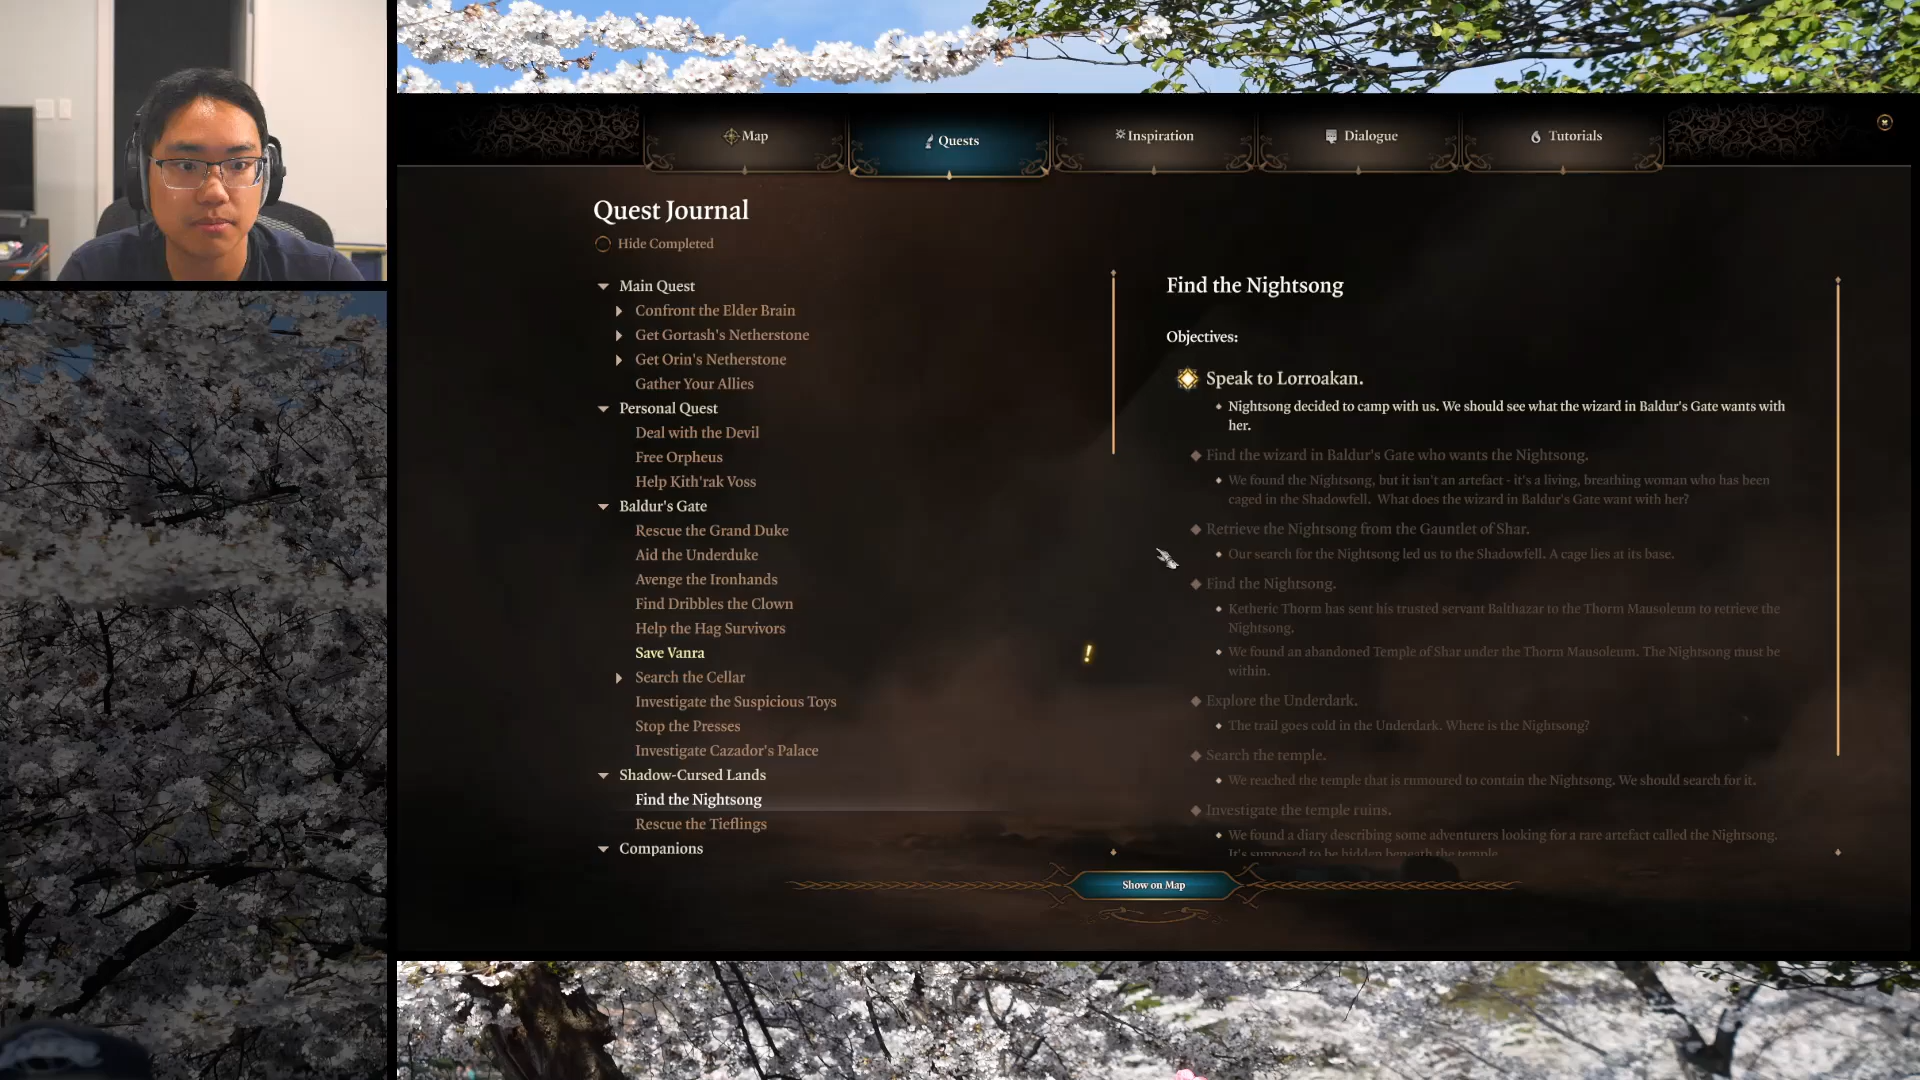 Map
Quests
Inspiration
Dialogue
Tutorials
Quest Journal
Hide Completed
Main Quest
Confront the Elder Brain
Get Gortash's Netherstone
Get Orin's Netherstone
Gather Your Allies
Personal Quest
Deal with the Devil
Free Orpheus
Help Kith'rak Voss
Baldur's Gate
Rescue the Grand Duke
Aid the Underduke
Avenge the Ironhands
Find Dribbles the Clown
Help the Hag Survivors
Save Vanra
!
Search the Cellar
Investigate the Suspicious Toys
Stop the Presses
Investigate Cazador's Palace
Shadow-Cursed Lands
Find the Nightsong
Rescue the Tieflings
Companions
Find the Nightsong
Objectives:
Speak to Lorroakan.
Nightsong decided to camp with us. We should see what the wizard in Baldur's Gate wants with
her.
Find the wizard in Baldur's Gate who wants the Nightsong.
We found the Nightsong, but it isn't an artefact - it's a living, breathing woman who has been
caged in the Shadowfell. What does the wizard in Baldur's Gate want with her?
Retrieve the Nightsong from the Gauntlet of Shar.
Our search for the Nightsong led us to the Shadowfell. A cage lies at its base.
Find the Nightsong.
Ketheric Thorm has sent his trusted servant Balthazar to the Thorm Mausoleum to retrieve the
Nightsong.
We found an abandoned Temple of Shar under the Thorm Mausoleum. The Nightsong must be
within.
Explore the Underdark.
The trail goes cold in the Underdark. Where is the Nightsong?
Search the temple.
We reached the temple that is rumoured to contain the Nightsong. We should search for it.
Investigate the temple ruins.
We found a diary describing some adventurers looking for a rare artefact called the Nightsong.
It's supposed to be hidden beneath the temple.
Show on Map